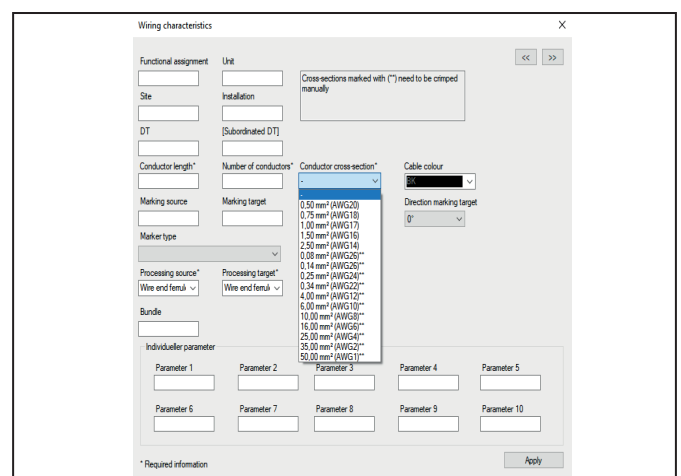 Wiring characteristics
Functional assignment Unit << >>
Cross-sections marked with (**) need to be crimped
manually
Site Installation
DT [Subordinated DT]
Conductor length* Number of conductors* Conductor cross-section* Cable colour
- BK
-
Marking source Marking target Direction marking target
0,50 mm² (AWG20)
0,75 mm² (AWG18)
0°
1,00 mm² (AWG17)
1,50 mm² (AWG16)
Marker type
2,50 mm² (AWG14)
0,08 mm² (AWG26)**
0,14 mm² (AWG26)**
0,25 mm² (AWG24)**
Processing source* Processing target*
0,34 mm² (AWG22)**
4,00 mm² (AWG12)**
Wire end ferrul Wire end ferrul
6,00 mm² (AWG10)**
10,00 mm² (AWG8)**
Bundle
16,00 mm² (AWG6)**
25,00 mm² (AWG4)**
35,00 mm² (AWG2)**
Individueller parameter
50,00 mm² (AWG1)**
Parameter 1 Parameter 2 Parameter 3 Parameter 4 Parameter 5
Parameter 6 Parameter 7 Parameter 8 Parameter 9 Parameter 10
* Required information Apply